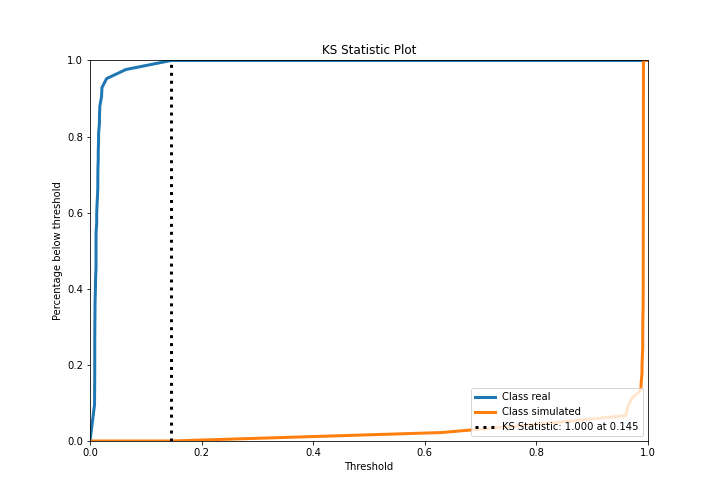 KS Statistic Plot
1.0
0.8
0.6
0.4
0.2
0.0
Percentage below threshold
Class real
Class simulated
KS Statistic: 1.000 at 0.145
0.0 0.2 0.4 0.6 0.8 1.0
Threshold